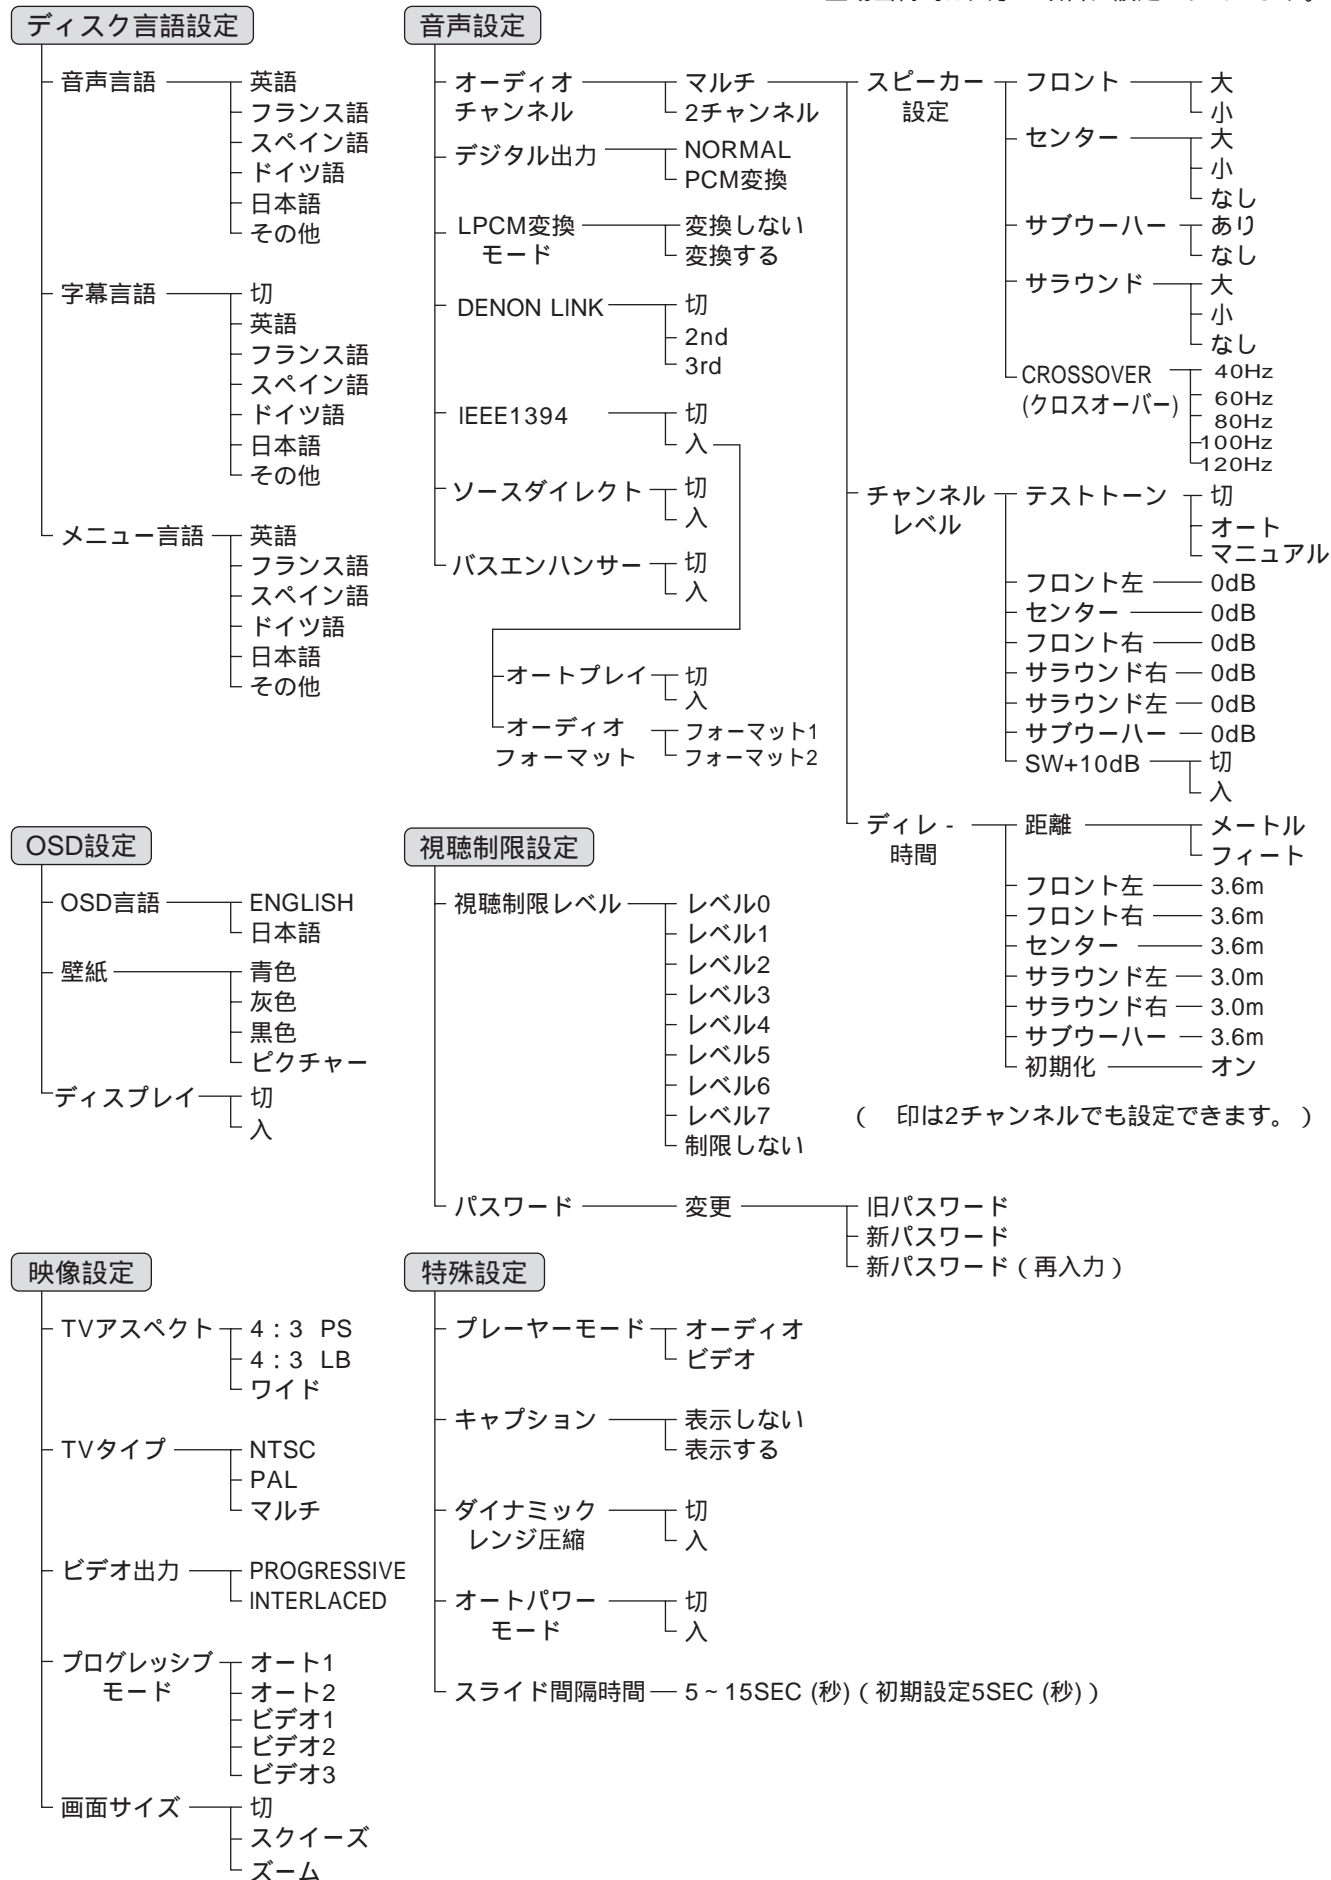 ディスク言語設定
音声言語
英語
フランス語
スペイン語
ドイツ語
日本語
その他
字幕言語
切
英語
フランス語
スペイン語
ドイツ語
日本語
その他
メニュー言語
英語
フランス語
スペイン語
ドイツ語
日本語
その他
音声設定
オーディオ
チャンネル
マルチ
2チャンネル
デジタル出力
NORMAL
PCM変換
LPCM変換
モード
変換しない
変換する
DENON LINK
切
2nd
3rd
IEEE1394
切
入
ソースダイレクト
切
入
バスエンハンサー
切
入
オートプレイ
切
入
オーディオ
フォーマット
フォーマット1
フォーマット2
スピーカー
設定
フロント
大
小
センター
大
小
なし
サブウーハー
あり
なし
サラウンド
大
小
なし
CROSSOVER
(クロスオーバー)
40Hz
60Hz
80Hz
100Hz
120Hz
チャンネル
レベル
テストトーン
切
オート
マニュアル
フロント左 0dB
センター 0dB
フロント右 0dB
サラウンド右 0dB
サラウンド左 0dB
サブウーハー 0dB
SW+10dB
切
入
ディレ-
時間
距離
メートル
フィート
フロント左 3.6m
フロント右 3.6m
センター 3.6m
サラウンド左 3.0m
サラウンド右 3.0m
サブウーハー 3.6m
初期化 オン
( 印は2チャンネルでも設定できます。)
OSD設定
OSD言語
ENGLISH
日本語
壁紙
青色
灰色
黒色
ピクチャー
ディスプレイ
切
入
視聴制限設定
視聴制限レベル
レベル0
レベル1
レベル2
レベル3
レベル4
レベル5
レベル6
レベル7
制限しない
パスワード
変更
旧パスワード
新パスワード
新パスワード(再入力)
映像設定
TVアスペクト
4:3 PS
4:3 LB
ワイド
TVタイプ
NTSC
PAL
マルチ
ビデオ出力
PROGRESSIVE
INTERLACED
プログレッシブ
モード
オート1
オート2
ビデオ1
ビデオ2
ビデオ3
画面サイズ
切
スクイーズ
ズーム
特殊設定
プレーヤーモード
オーディオ
ビデオ
キャプション
表示しない
表示する
ダイナミック
レンジ圧縮
切
入
オートパワー
モード
切
入
スライド間隔時間
5~15SEC (秒)(初期設定5SEC (秒))